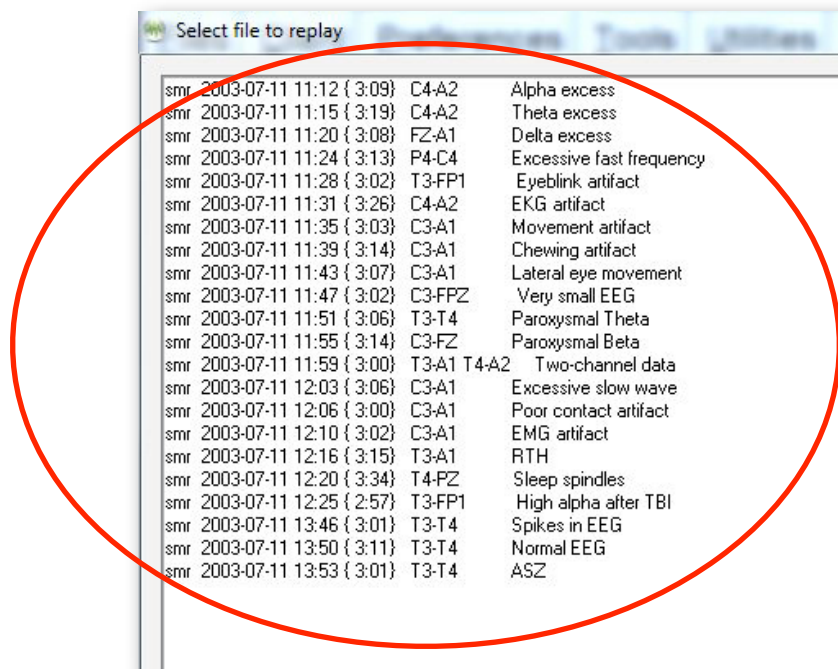 Select file to replay
Preferences Tools Utilities
smr 2003-07-11 11:12 { 3:09} C4-A2 Alpha excess
smr 2003-07-11 11:15 { 3:19} C4-A2 Theta excess
smr 2003-07-11 11:20 { 3:08} FZ-A1 Delta excess
smr 2003-07-11 11:24 { 3:13} P4-C4 Excessive fast frequency
smr 2003-07-11 11:28 { 3:02} T3-FP1 Eyeblink artifact
smr 2003-07-11 11:31 { 3:26} C4-A2 EKG artifact
smr 2003-07-11 11:35 { 3:03} C3-A1 Movement artifact
smr 2003-07-11 11:39 { 3:14} C3-A1 Chewing artifact
smr 2003-07-11 11:43 { 3:07} C3-A1 Lateral eye movement
smr 2003-07-11 11:47 { 3:02} C3-FPZ Very small EEG
smr 2003-07-11 11:51 { 3:06} T3-T4 Paroxysmal Theta
smr 2003-07-11 11:55 { 3:14} C3-FZ Paroxysmal Beta
smr 2003-07-11 11:59 { 3:00} T3-A1 T4-A2 Two-channel data
smr 2003-07-11 12:03 { 3:06} C3-A1 Excessive slow wave
smr 2003-07-11 12:06 { 3:00} C3-A1 Poor contact artifact
smr 2003-07-11 12:10 { 3:02} C3-A1 EMG artifact
smr 2003-07-11 12:16 { 3:15} T3-A1 RTH
smr 2003-07-11 12:20 { 3:34} T4-PZ Sleep spindles
smr 2003-07-11 12:25 { 2:57} T3-FP1 High alpha after TBI
smr 2003-07-11 13:46 { 3:01} T3-T4 Spikes in EEG
smr 2003-07-11 13:50 { 3:11} T3-T4 Normal EEG
smr 2003-07-11 13:53 { 3:01} T3-T4 ASZ